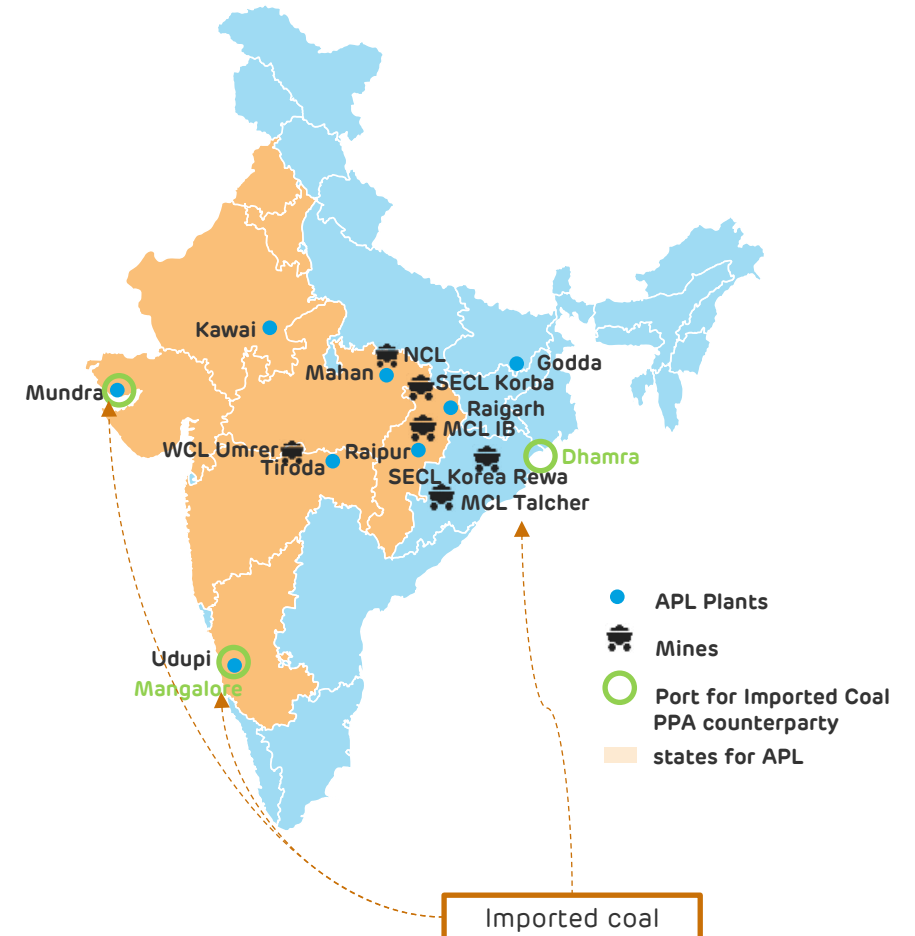 Kawai
NCL
Mahan
Godda
SECL Korba
Mundra
Raigarh
MCL IB
WCL Umrer
Raipur
Dhamra
Tiroda
SECL Korea Rewa
MCL Talcher
APL Plants
Mines
Udupi
Mangalore
Port for Imported Coal
PPA counterparty
states for APL
Imported coal